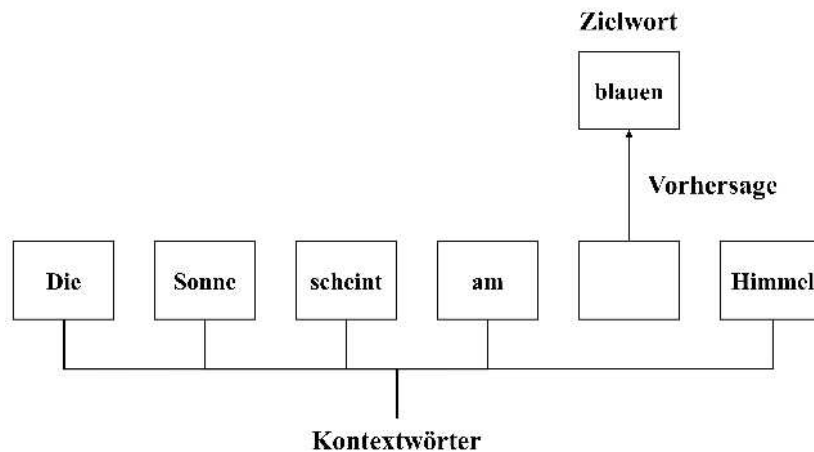 Zielwort
blauen
Vorhersage
Die Sonne scheint am Himmel
Kontextwörter